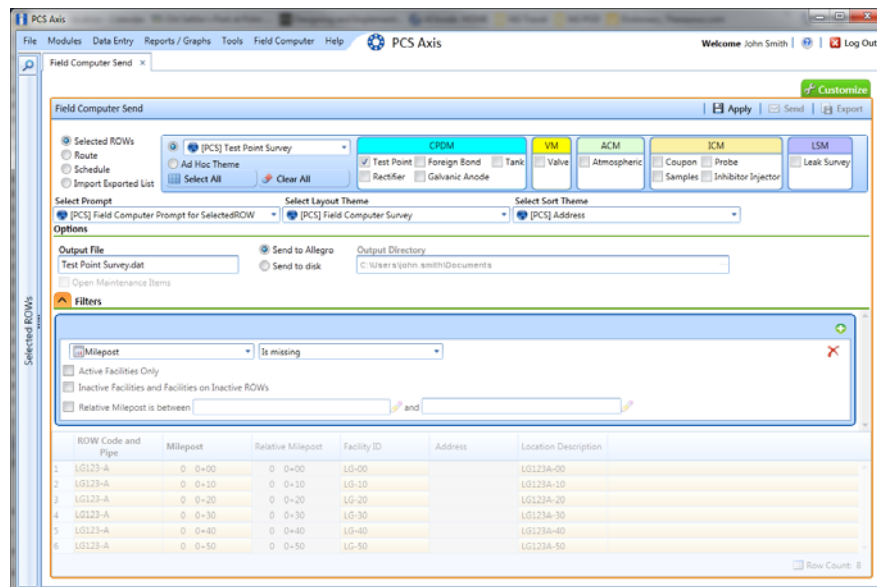 PCS Axis
File Modules Data Entry Reports / Graphs Tools Field Computer Help PCS Axis Welcome John Smith | Log Out
Field Computer Send ×
Customize
Field Computer Send | Apply | Send | Export
Selected ROWs
Route
Schedule
Import Exported List
[PCS] Test Point Survey
Ad Hoc Theme
Select All Clear All
CPDM
Test Point Foreign Bond Tank
Rectifier Galvanic Anode
VM
Valve
ACM
Atmospheric
ICM
Coupon Probe
Samples Inhibitor Injector
LSM
Leak Survey
Select Prompt Select Layout Theme Select Sort Theme
[PCS] Field Computer Prompt for SelectedROW [PCS] Field Computer Survey [PCS] Address
Options
Output File Send to Allegro Output Directory
Test Point Survey.dat Send to disk C:\Users\john.smith\Documents
Open Maintenance Items
Filters
Selected ROWs
Milepost Is missing
Active Facilities Only
Inactive Facilities and Facilities on Inactive ROWs
Relative Milepost is between and
ROW Code and Pipe Milepost Relative Milepost Facility ID Address Location Description
1 LG123-A 0 0+00 0 0+00 LG-00 LG123A-00
2 LG123-A 0 0+10 0 0+10 LG-10 LG123A-10
3 LG123-A 0 0+20 0 0+20 LG-20 LG123A-20
4 LG123-A 0 0+30 0 0+30 LG-30 LG123A-30
5 LG123-A 0 0+40 0 0+40 LG-40 LG123A-40
6 LG123-A 0 0+50 0 0+50 LG-50 LG123A-50
Row Count: 8